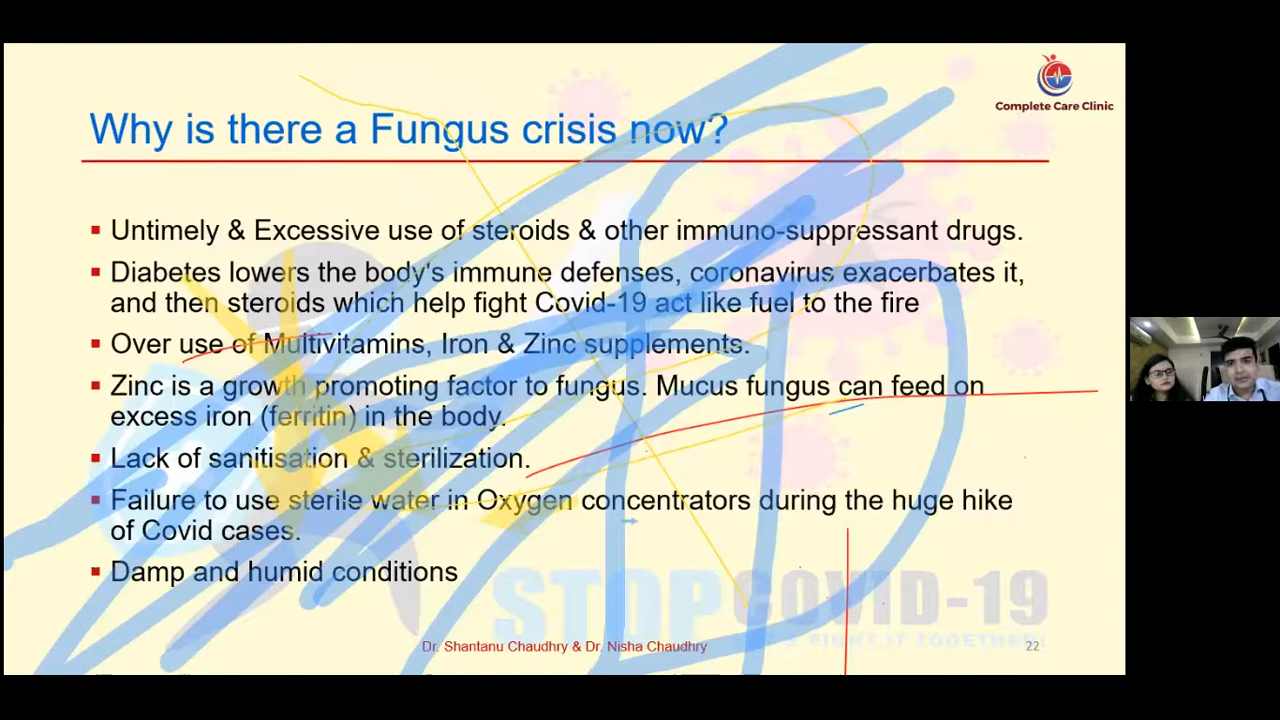 Complete Care Clinic
Why is there a Fungus crisis now?
▪ Untimely & Excessive use of steroids & other immuno-suppressant drugs.
▪ Diabetes lowers the body's immune defenses, coronavirus exacerbates it,
and then steroids which help fight Covid-19 act like fuel to the fire
▪ Over use of Multivitamins, Iron & Zinc supplements.
▪ Zinc is a growth promoting factor to fungus. Mucus fungus can feed on
excess iron (ferritin) in the body.
▪ Lack of sanitisation & sterilization.
▪ Failure to use sterile water in Oxygen concentrators during the huge hike
of Covid cases.
▪ Damp and humid conditions
STOP COVID-19
FIGHT IT TOGETHER!
Dr. Shantanu Chaudhry & Dr. Nisha Chaudhry
22